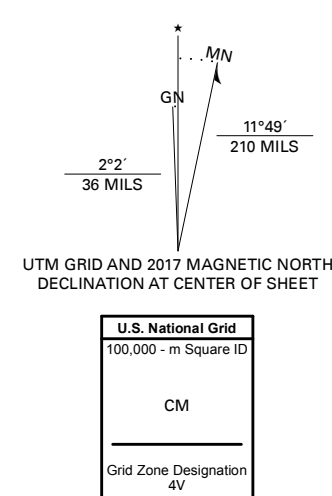 ★
MN
GN
11°49´
210 MILS
2°2´
36 MILS
UTM GRID AND 2017 MAGNETIC NORTH
DECLINATION AT CENTER OF SHEET
U.S. National Grid
100,000 - m Square ID
CM
Grid Zone Designation
4V